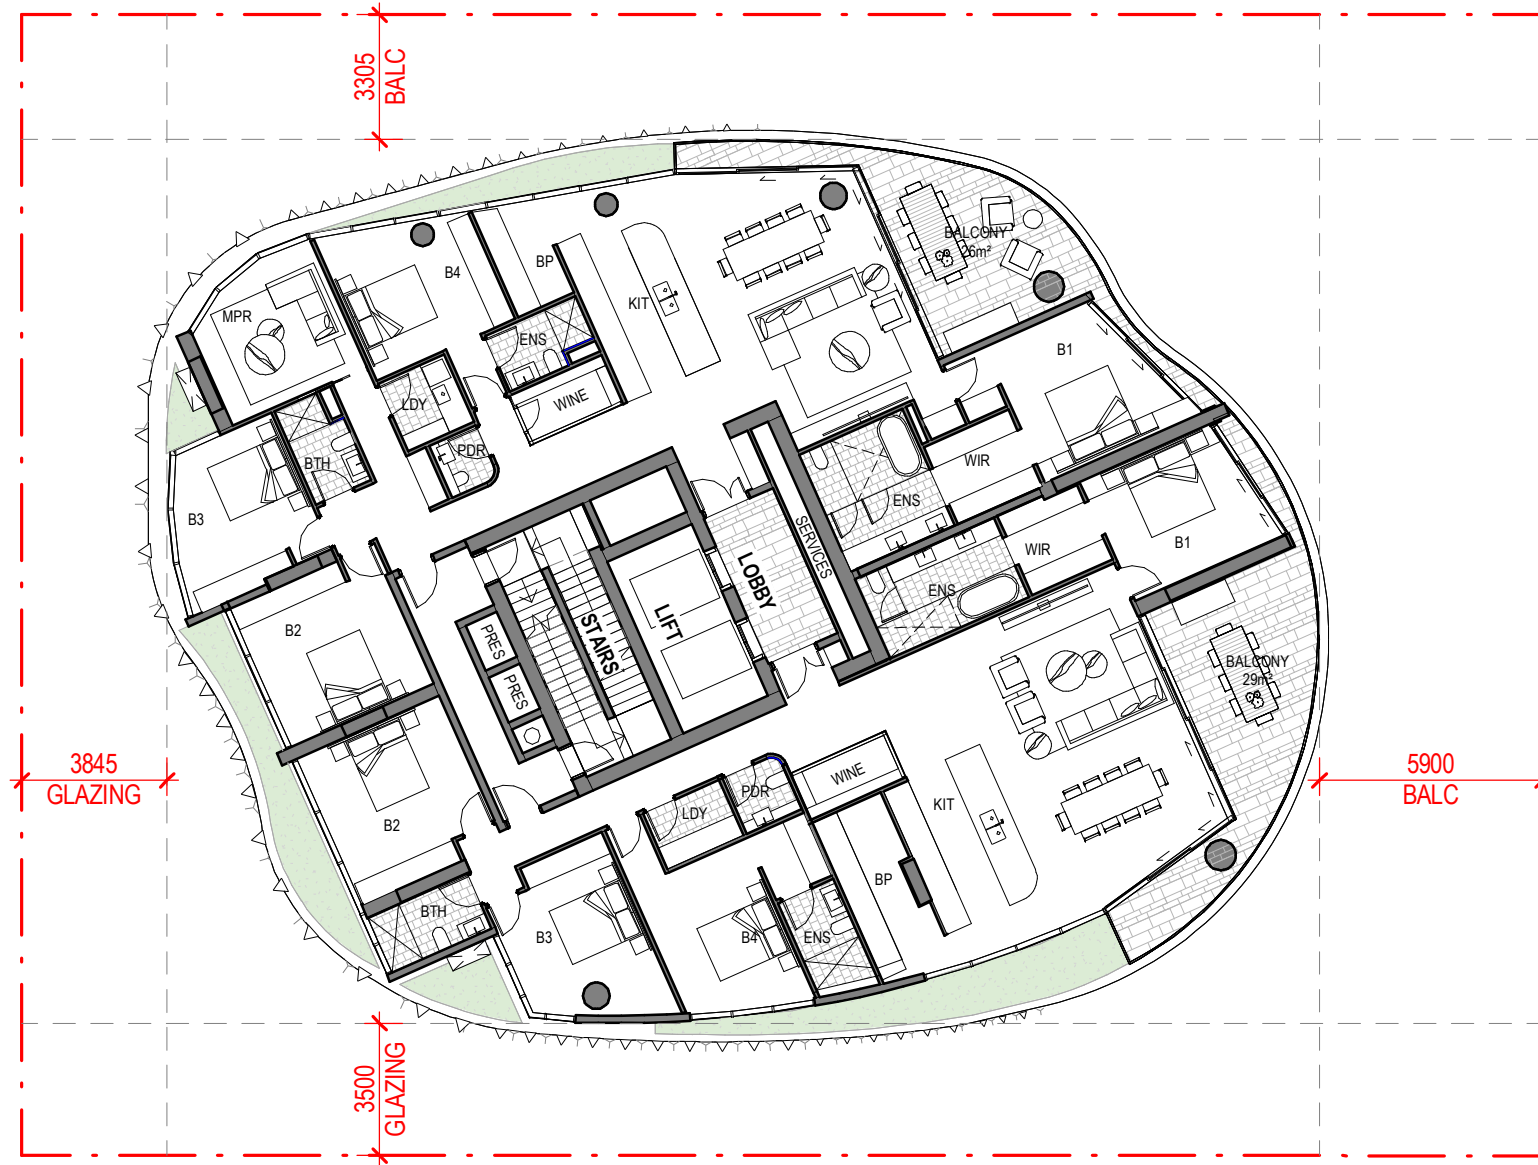 3305
BALC
BALCONY
26m²
B4
BP
KIT
MPR
ENS
B1
WINE
LDY
PDR
BTH
WIR
ENS
B3
SERVICES
LOBBY
WIR
B1
ENS
LIFT
STAIRS
PRES
PRES
B2
BALCONY
29m²
3845
GLAZING
5900
BALC
WINE
PDR
LDY
KIT
B2
BP
BTH
B3
B4
ENS
3500
GLAZING